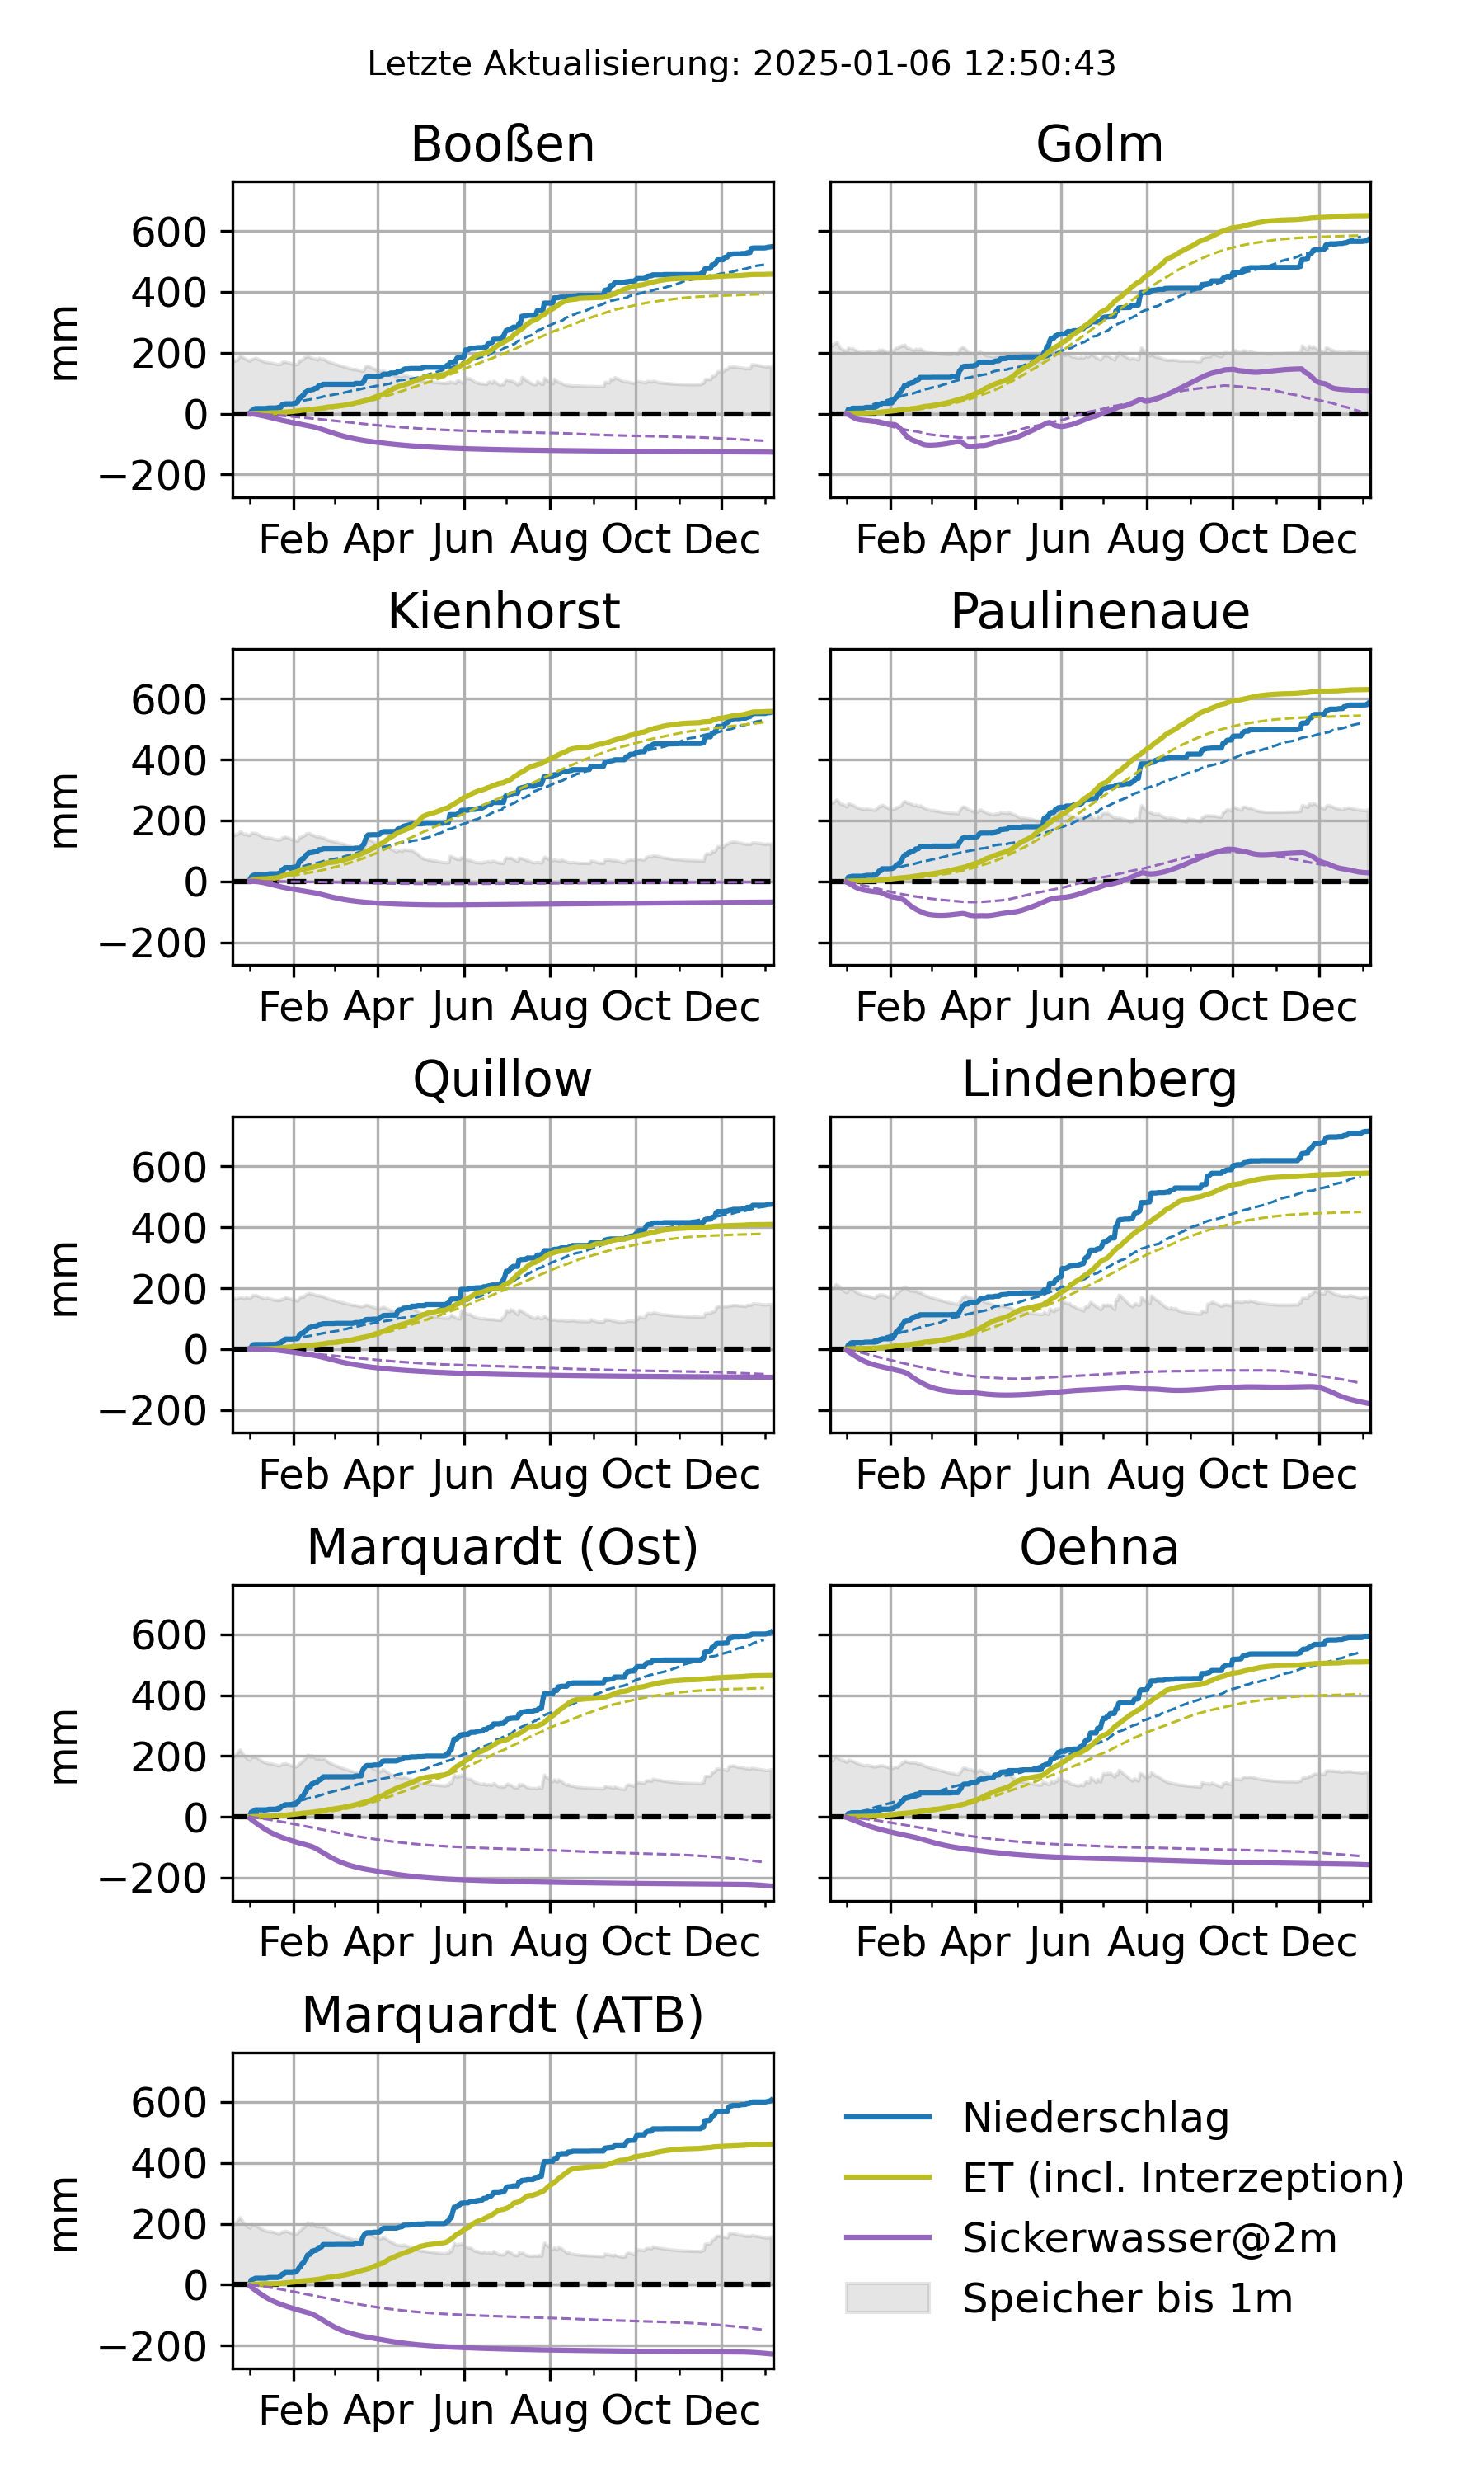 Letzte Aktualisierung: 2025-01-06 12:50:43
Booßen
Golm
mm
600
400
200
0
−200
Feb Apr Jun Aug Oct Dec
Feb Apr Jun Aug Oct Dec
Kienhorst
Paulinenaue
mm
600
400
200
0
−200
Feb Apr Jun Aug Oct Dec
Feb Apr Jun Aug Oct Dec
Quillow
Lindenberg
mm
600
400
200
0
−200
Feb Apr Jun Aug Oct Dec
Feb Apr Jun Aug Oct Dec
Marquardt (Ost)
Oehna
mm
600
400
200
0
−200
Feb Apr Jun Aug Oct Dec
Feb Apr Jun Aug Oct Dec
Marquardt (ATB)
mm
600
400
200
0
−200
Feb Apr Jun Aug Oct Dec
Niederschlag
ET (incl. Interzeption)
Sickerwasser@2m
Speicher bis 1m